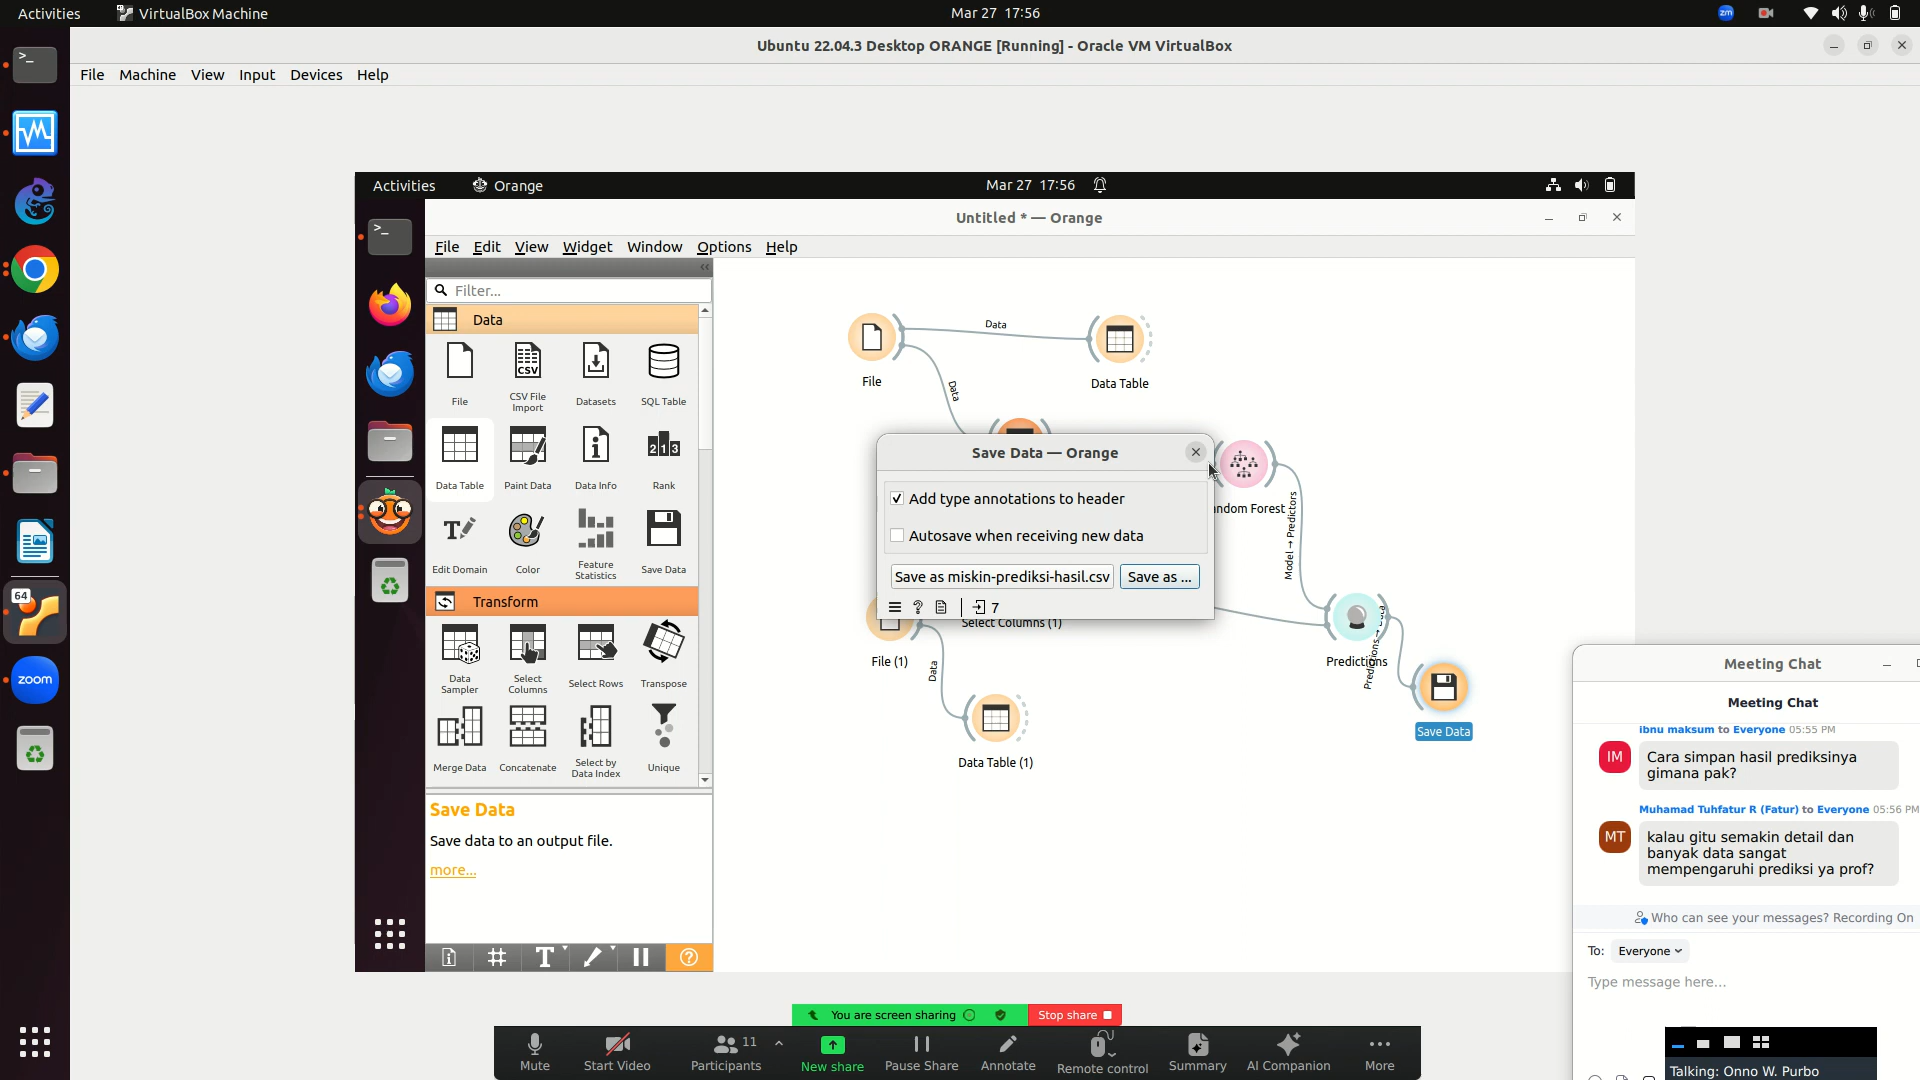 Activities
VirtualBox Machine
Mar 27 17:56
zm
Ubuntu 22.04.3 Desktop ORANGE [Running] - Oracle VM VirtualBox
File Machine View Input Devices Help
Activities
Orange
Mar 27 17:56
Untitled * — Orange
File Edit View Widget Window Options Help
Filter...
Data
File
CSV File Import
Datasets
SQL Table
Data Table
Paint Data
Data Info
Rank
Edit Domain
Color
Feature Statistics
Save Data
Transform
Data Sampler
Select Columns
Select Rows
Transpose
Merge Data
Concatenate
Select by Data Index
Unique
Save Data
Save data to an output file.
more...
File
Data
Data Table
Data
Save Data — Orange
Add type annotations to header
Autosave when receiving new data
Save as miskin-prediksi-hasil.csv
Save as ...
7
ndom Forest
Model → Predictors
Select Columns (1)
File (1)
Data
Data Table (1)
Predictions
Save Data
64
zoom
Meeting Chat
Meeting Chat
ibnu maksum to Everyone 05:55 PM
IM
Cara simpan hasil prediksinya
gimana pak?
Muhamad Tuhfatur R (Fatur) to Everyone 05:56 PM
MT
kalau gitu semakin detail dan
banyak data sangat
mempengaruhi prediksi ya prof?
Who can see your messages? Recording On
To: Everyone
Type message here...
Talking: Onno W. Purbo
You are screen sharing
Stop share
Mute
Start Video
Participants
11
New share
Pause Share
Annotate
Remote control
Summary
AI Companion
More